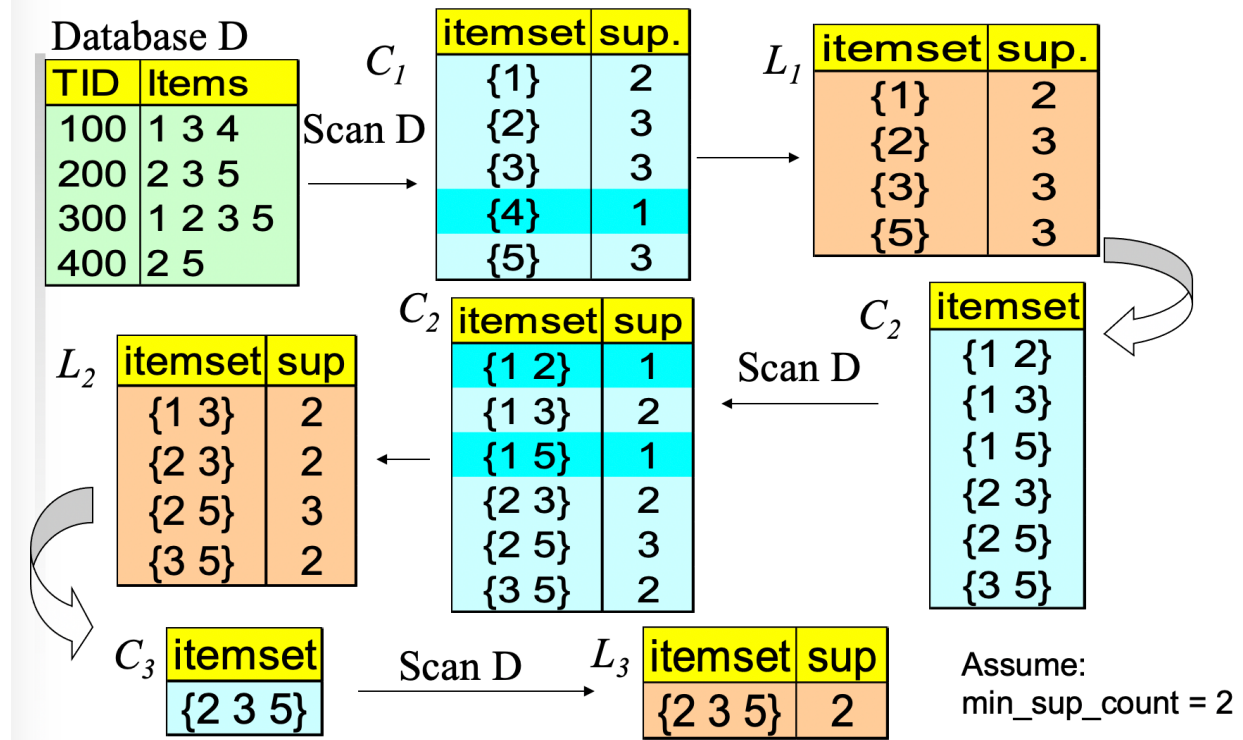 Database D
TID Items
100 1 3 4
200 2 3 5
300 1 2 3 5
400 2 5
Scan D
C1
itemset sup.
{1} 2
{2} 3
{3} 3
{4} 1
{5} 3
L1
itemset sup.
{1} 2
{2} 3
{3} 3
{5} 3
C2
itemset
{1 2}
{1 3}
{1 5}
{2 3}
{2 5}
{3 5}
Scan D
C2
itemset sup
{1 2} 1
{1 3} 2
{1 5} 1
{2 3} 2
{2 5} 3
{3 5} 2
L2
itemset sup
{1 3} 2
{2 3} 2
{2 5} 3
{3 5} 2
C3
itemset
{2 3 5}
Scan D
L3
itemset sup
{2 3 5} 2
Assume:
min_sup_count = 2